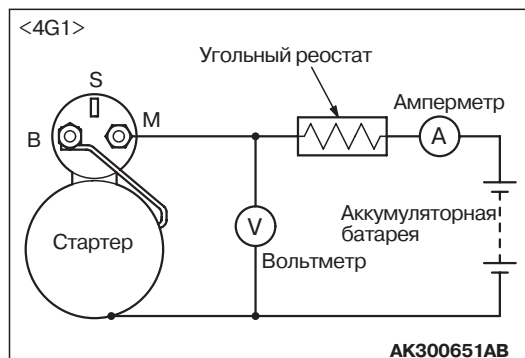 <4G1>
Угольный реостат
S
Амперметр
B
M
A
Аккумуляторная
батарея
Стартер
V
Вольтметр
AK300651AB